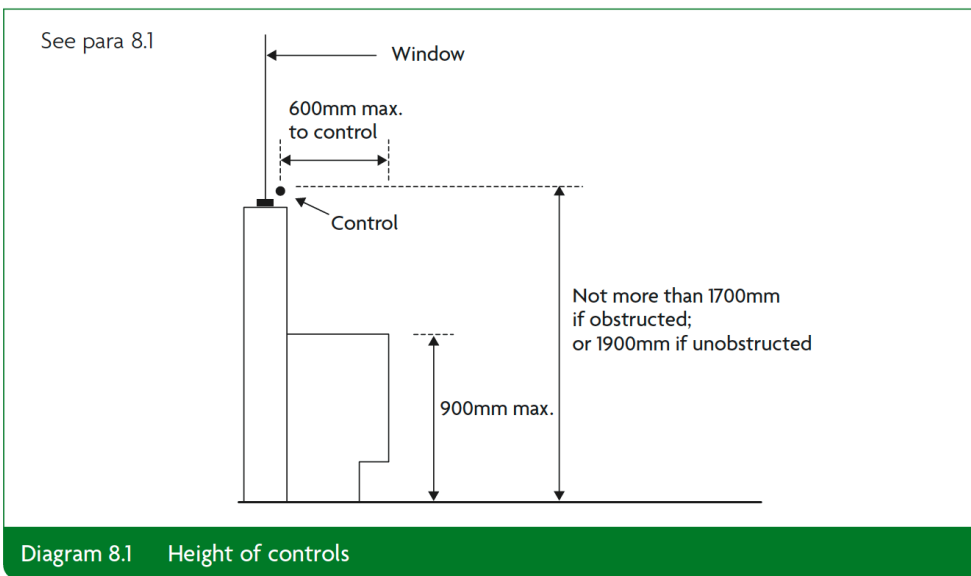 See para 8.1
Window
600mm max.
to control
Control
Not more than 1700mm
if obstructed;
or 1900mm if unobstructed
900mm max.
Diagram 8.1 Height of controls